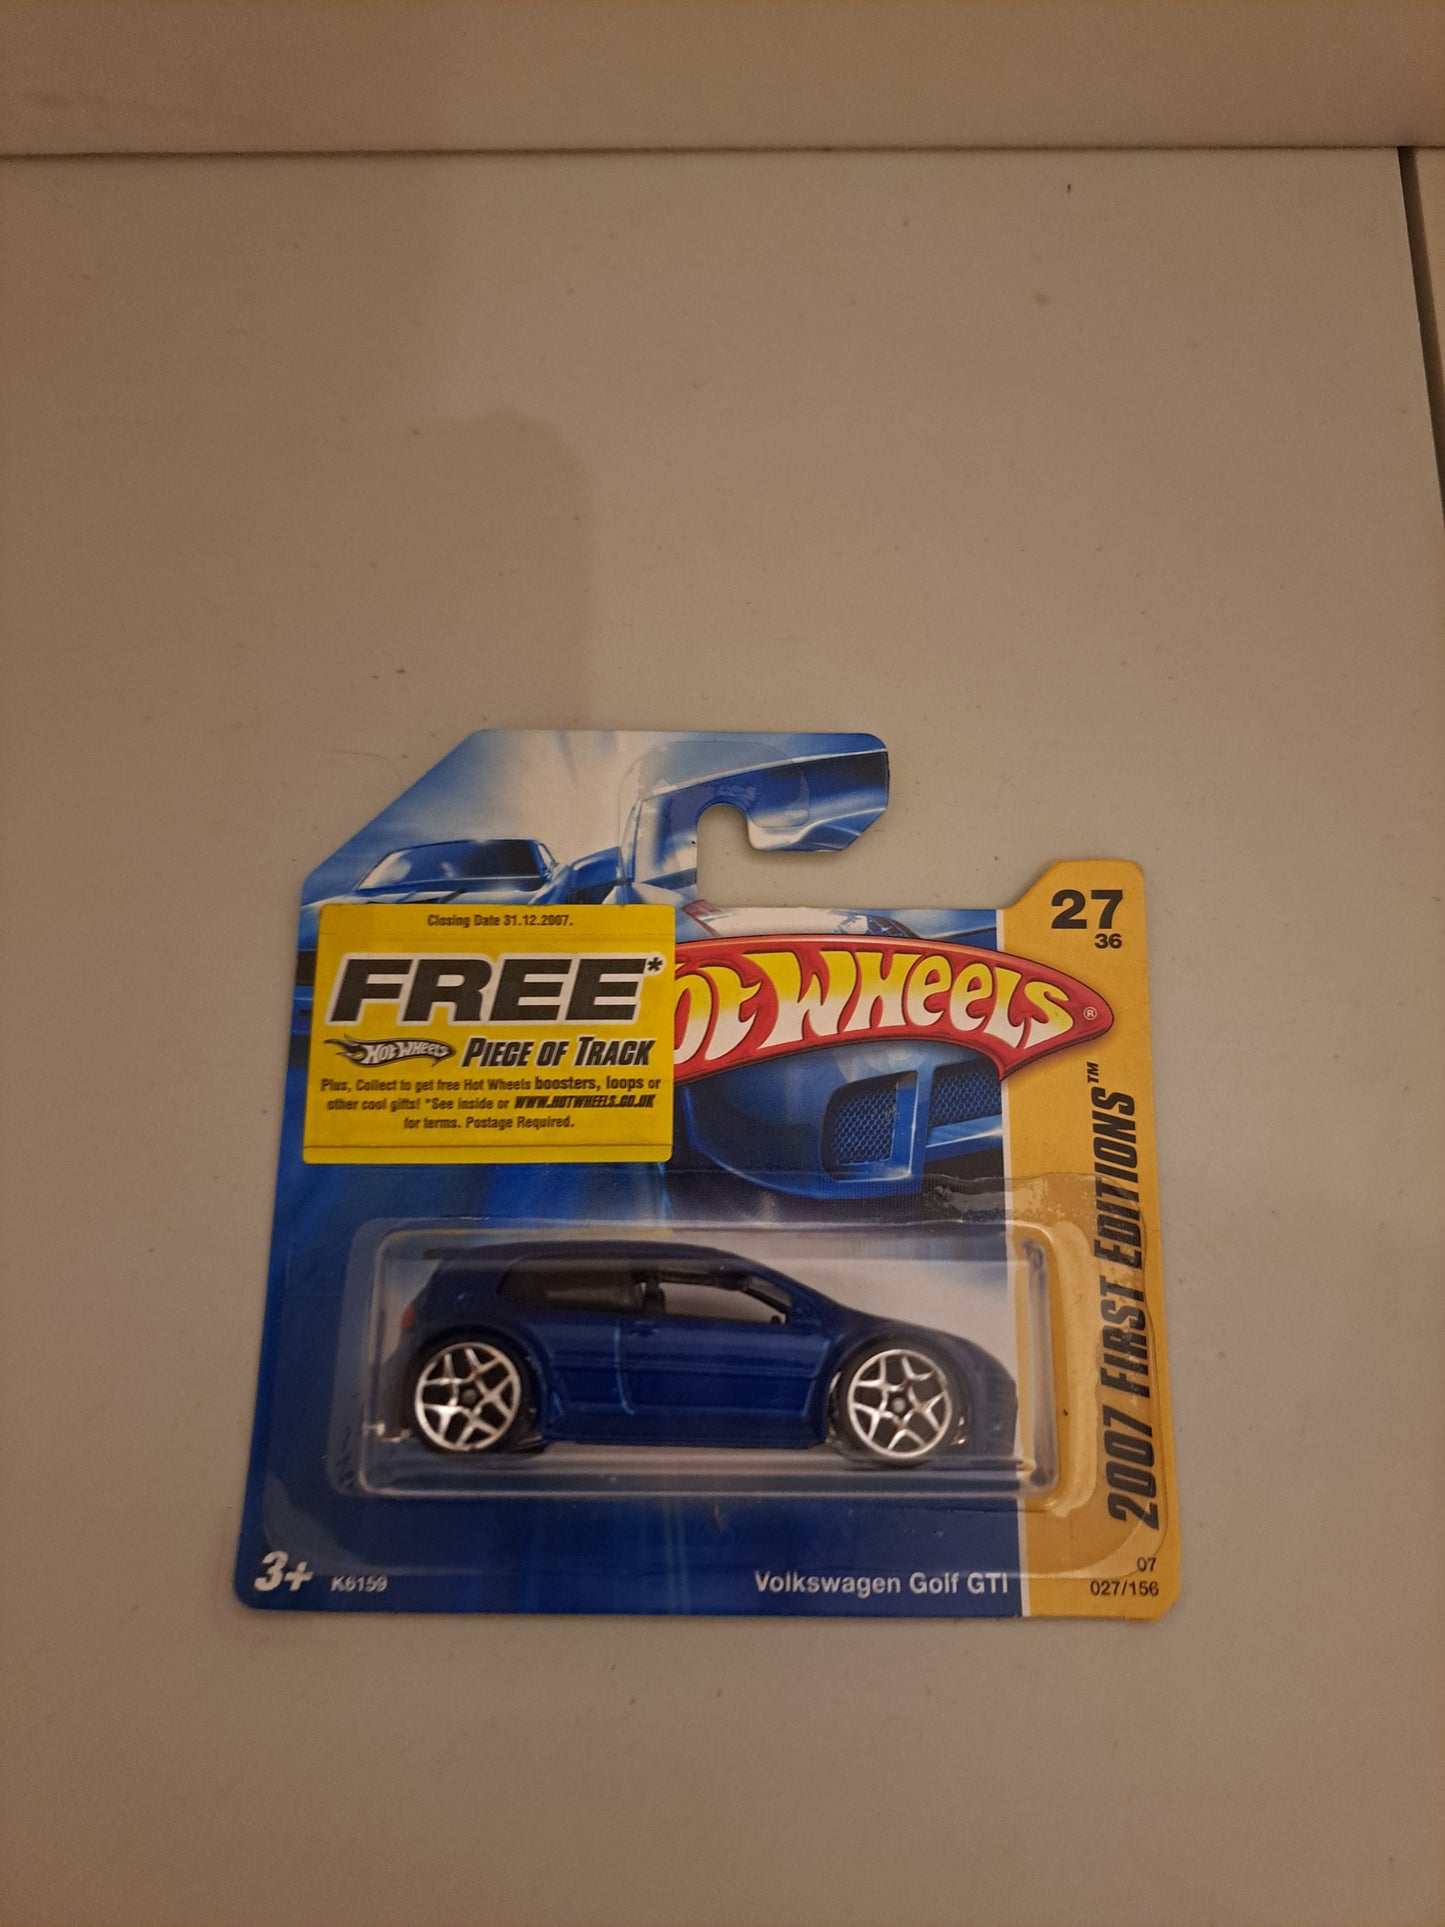 Closing Date 31.12.2007.
FREE*
HOT WHEELS PIECE OF TRACK
Plus, Collect to get free Hot Wheels boosters, loops or
other cool gifts! *See inside or WWW.HOTWHEELS.CO.UK
for terms. Postage Required.
27
36
HOT WHEELS ®
2007 FIRST EDITIONS™
3+ K6159
Volkswagen Golf GTI
07
027/156